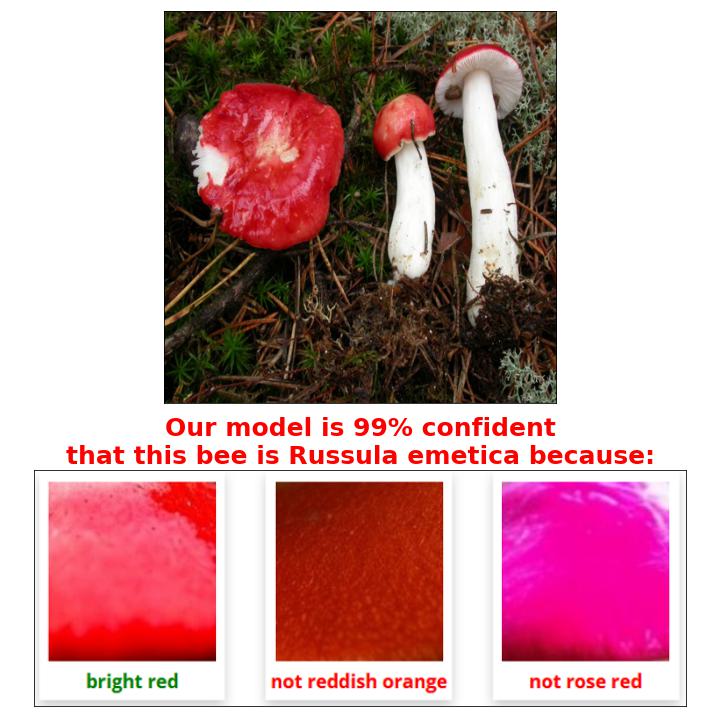 Our model is 99% confident
that this bee is Russula emetica because:
bright red
not reddish orange
not rose red